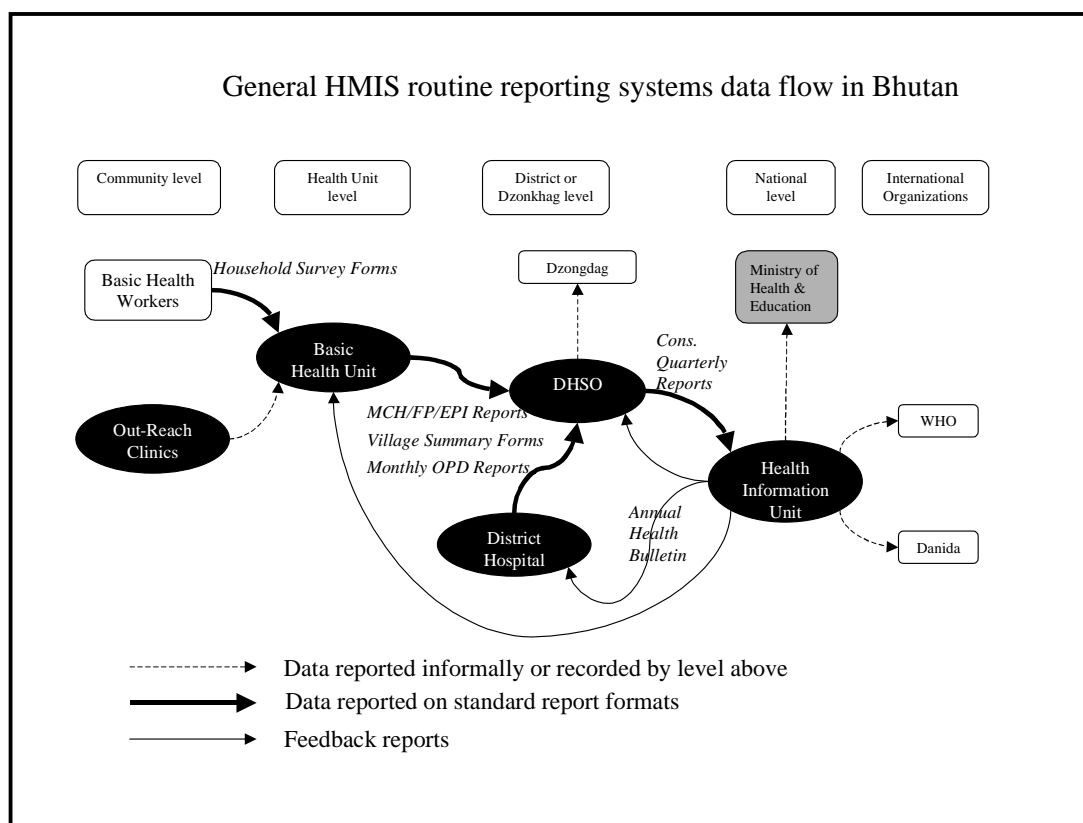 General HMIS routine reporting systems data flow in Bhutan
Community level
Health Unit
level
District or
Dzonkhag level
National
level
International
Organizations
Basic Health
Workers
Household Survey Forms
Dzongdag
Ministry of
Health &
Education
Basic
Health Unit
DHSO
Cons.
Quarterly
Reports
MCH/FP/EPI Reports
Village Summary Forms
Monthly OPD Reports
Out-Reach
Clinics
WHO
Health
Information
Unit
Annual
Health
Bulletin
District
Hospital
Danida
Data reported informally or recorded by level above
Data reported on standard report formats
Feedback reports